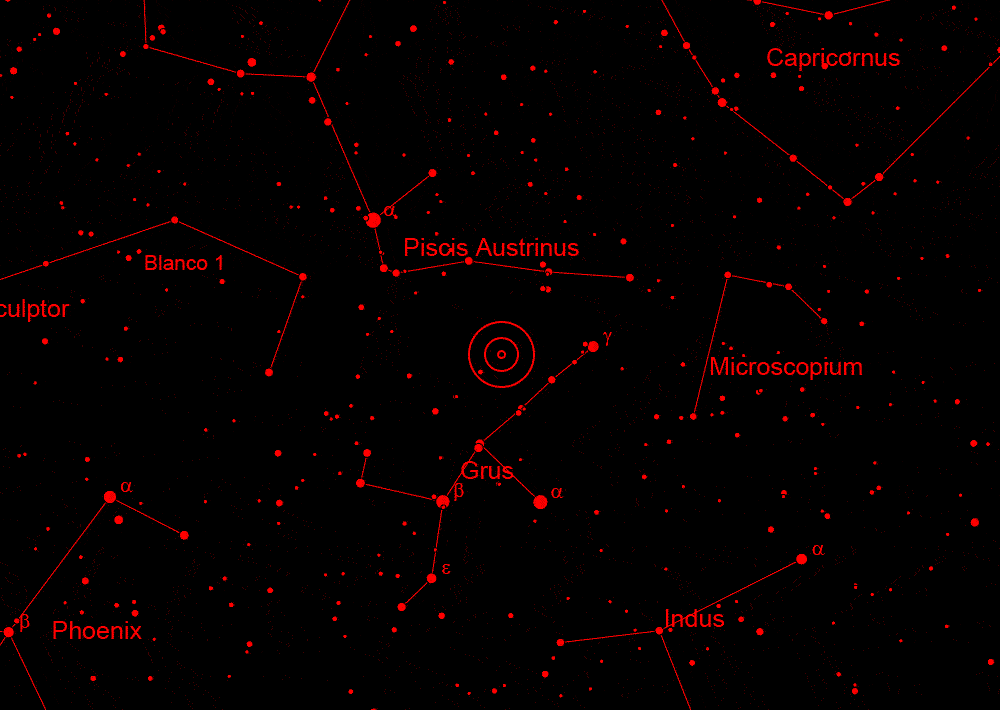 Capricornus
α
Piscis Austrinus
Blanco 1
culptor
γ
Microscopium
Grus
α
β
α
α
ε
β
Phoenix
Indus